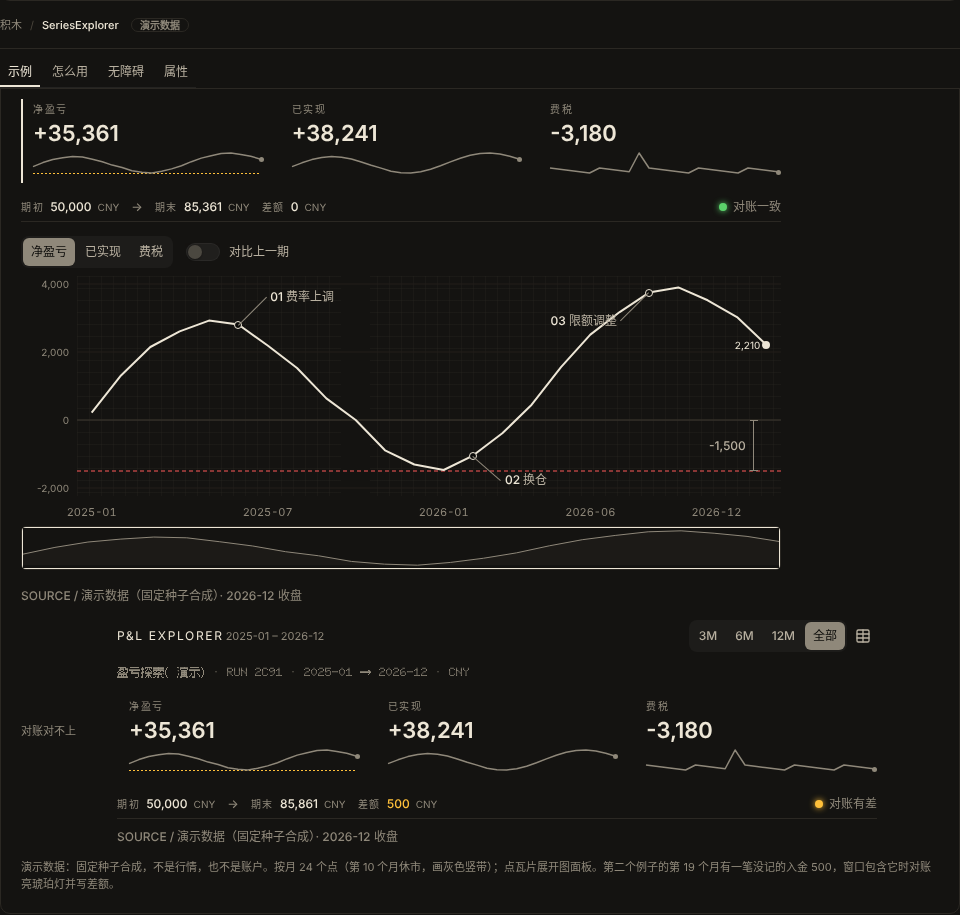 积木 / SeriesExplorer 演示数据
示例 怎么用 无障碍 属性
净盈亏 已实现 费税
+35,361 +38,241 -3,180
期初 50,000 CNY → 期末 85,361 CNY 差额 0 CNY 对账一致
净盈亏 已实现 费税 对比上一期
4,000
01 费率上调
03 限额调整
2,210
2,000
0
-1,500
02 换仓
-2,000
2025-01 2025-07 2026-01 2026-06 2026-12
SOURCE / 演示数据（固定种子合成）· 2026-12 收盘
P&L EXPLORER 2025-01 – 2026-12 3M 6M 12M 全部
盈亏探索( 演示) · RUN 2C91 · 2025-01 → 2026-12 · CNY
净盈亏 已实现 费税
对账对不上 +35,361 +38,241 -3,180
期初 50,000 CNY → 期末 85,861 CNY 差额 500 CNY 对账有差
SOURCE / 演示数据（固定种子合成）· 2026-12 收盘
演示数据：固定种子合成，不是行情，也不是账户。按月 24 个点（第 10 个月休市，画灰色竖带）；点瓦片展开图面板。第二个例子的第 19 个月有一笔没记的入金 500，窗口包含它时对账
亮琥珀灯并写差额。